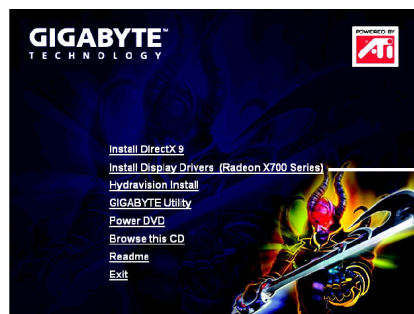 GIGABYTE™
TECHNOLOGY
POWERED BY
ATi
Install DirectX 9
Install Display Drivers (Radeon X700 Series)
Hydravision Install
GIGABYTE Utility
Power DVD
Browse this CD
Readme
Exit